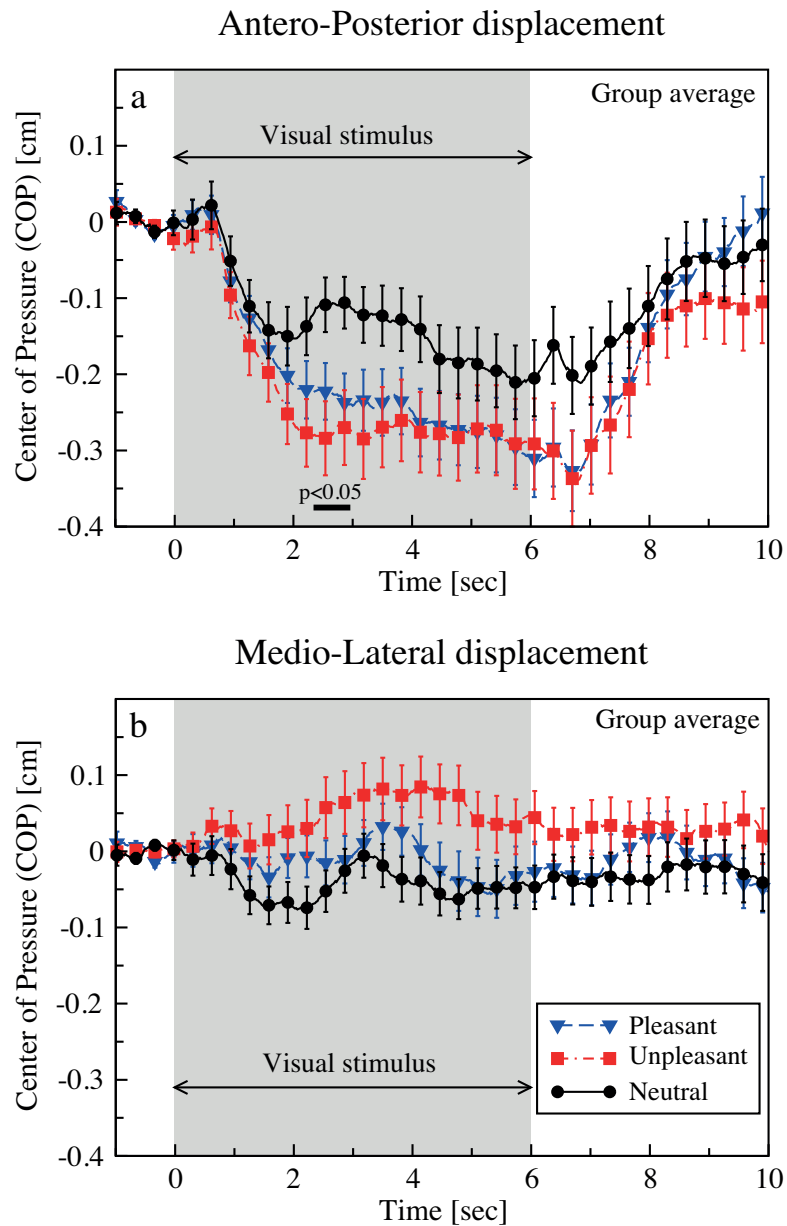 Antero-Posterior displacement
a
Group average
Visual stimulus
Center of Pressure (COP) [cm]
0.1
0
-0.1
-0.2
-0.3
-0.4
p<0.05
0 2 4 6 8 10
Time [sec]
Medio-Lateral displacement
b
Group average
Center of Pressure (COP) [cm]
0.1
0
-0.1
-0.2
-0.3
-0.4
Pleasant
Unpleasant
Neutral
Visual stimulus
0 2 4 6 8 10
Time [sec]